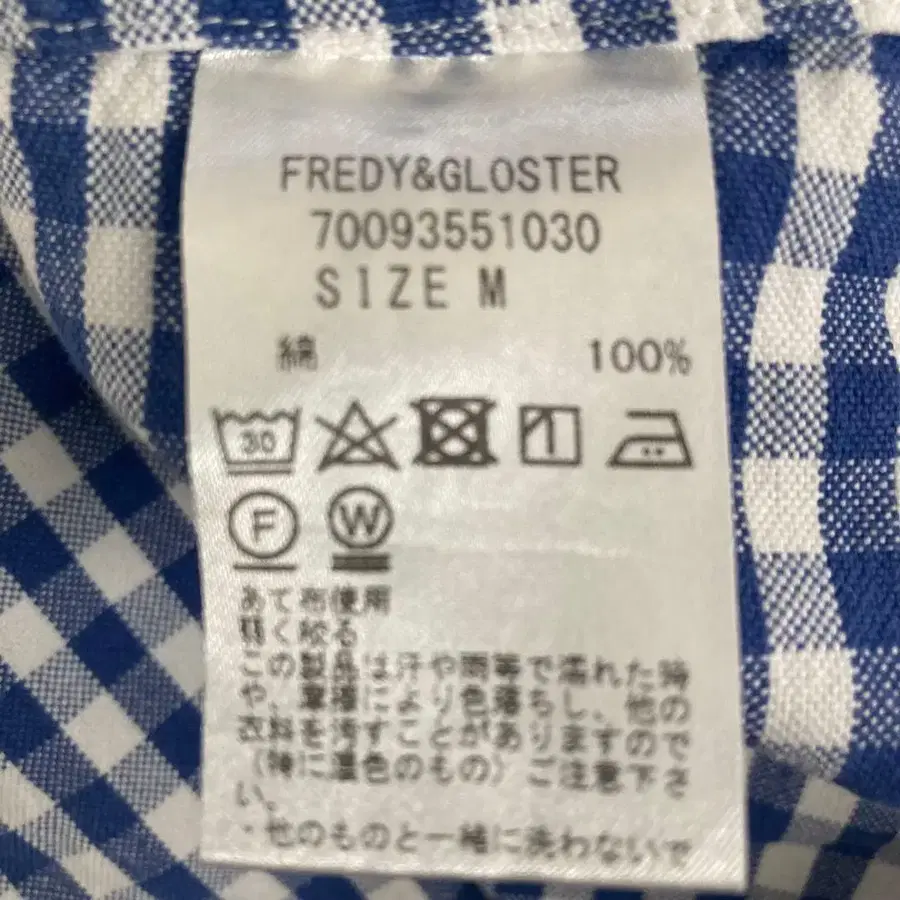 FREDY&GLOSTER
70093551030
SIZE M
綿 100%
30
F W
あて布使用
軽く絞る
この製品は汗や雨等で濡れた時
や、摩擦により色落ちし、他の
衣料を汚すことがありますので
(特に濃色のもの)ご注意下さ
い。
・他のものと一緒に洗わないで